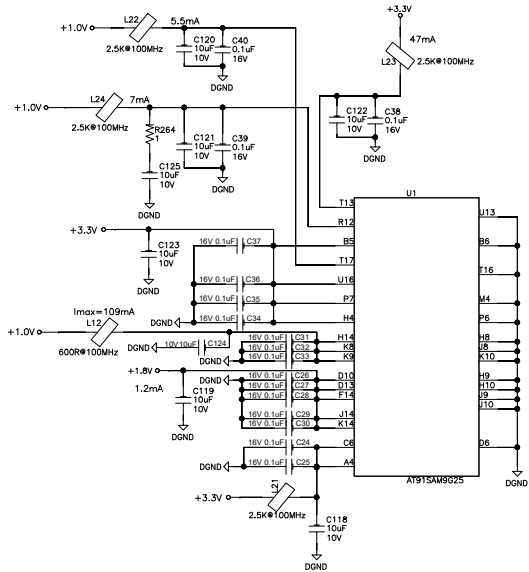 +3.3V
L22
5.5mA
+1.0V
2.5K@100MHz
C120
10uF
10V
C40
0.1uF
16V
DGND
47mA
L23
2.5K@100MHz
L24
7mA
+1.0V
2.5K@100MHz
R264
1
C125
10uF
10V
DGND
C121
10uF
10V
C39
0.1uF
16V
DGND
C122
10uF
10V
C38
0.1uF
16V
DGND
U1
T13
R12
B5
T17
U16
P7
H4
H14
K8
K9
D10
D13
F14
J14
K14
C6
A4
U13
B6
T16
M4
P6
H8
J8
K10
H9
H10
J9
J10
D6
DGND
AT91SAM9G25
+3.3V
C123
10uF
10V
DGND
16V 0.1uF C37
16V 0.1uF C36
16V 0.1uF C35
DGND 16V 0.1uF C34
Imax=109mA
L12
+1.0V
600R@100MHz
DGND 10V 10uF C124
16V 0.1uF C31
16V 0.1uF C32
DGND 16V 0.1uF C33
+1.8V
1.2mA
C119
10uF
10V
DGND
DGND 16V 0.1uF C26
16V 0.1uF C27
16V 0.1uF C28
16V 0.1uF C29
16V 0.1uF C30
16V 0.1uF C24
DGND 16V 0.1uF C25
+3.3V
L21
2.5K@100MHz
C118
10uF
10V
DGND